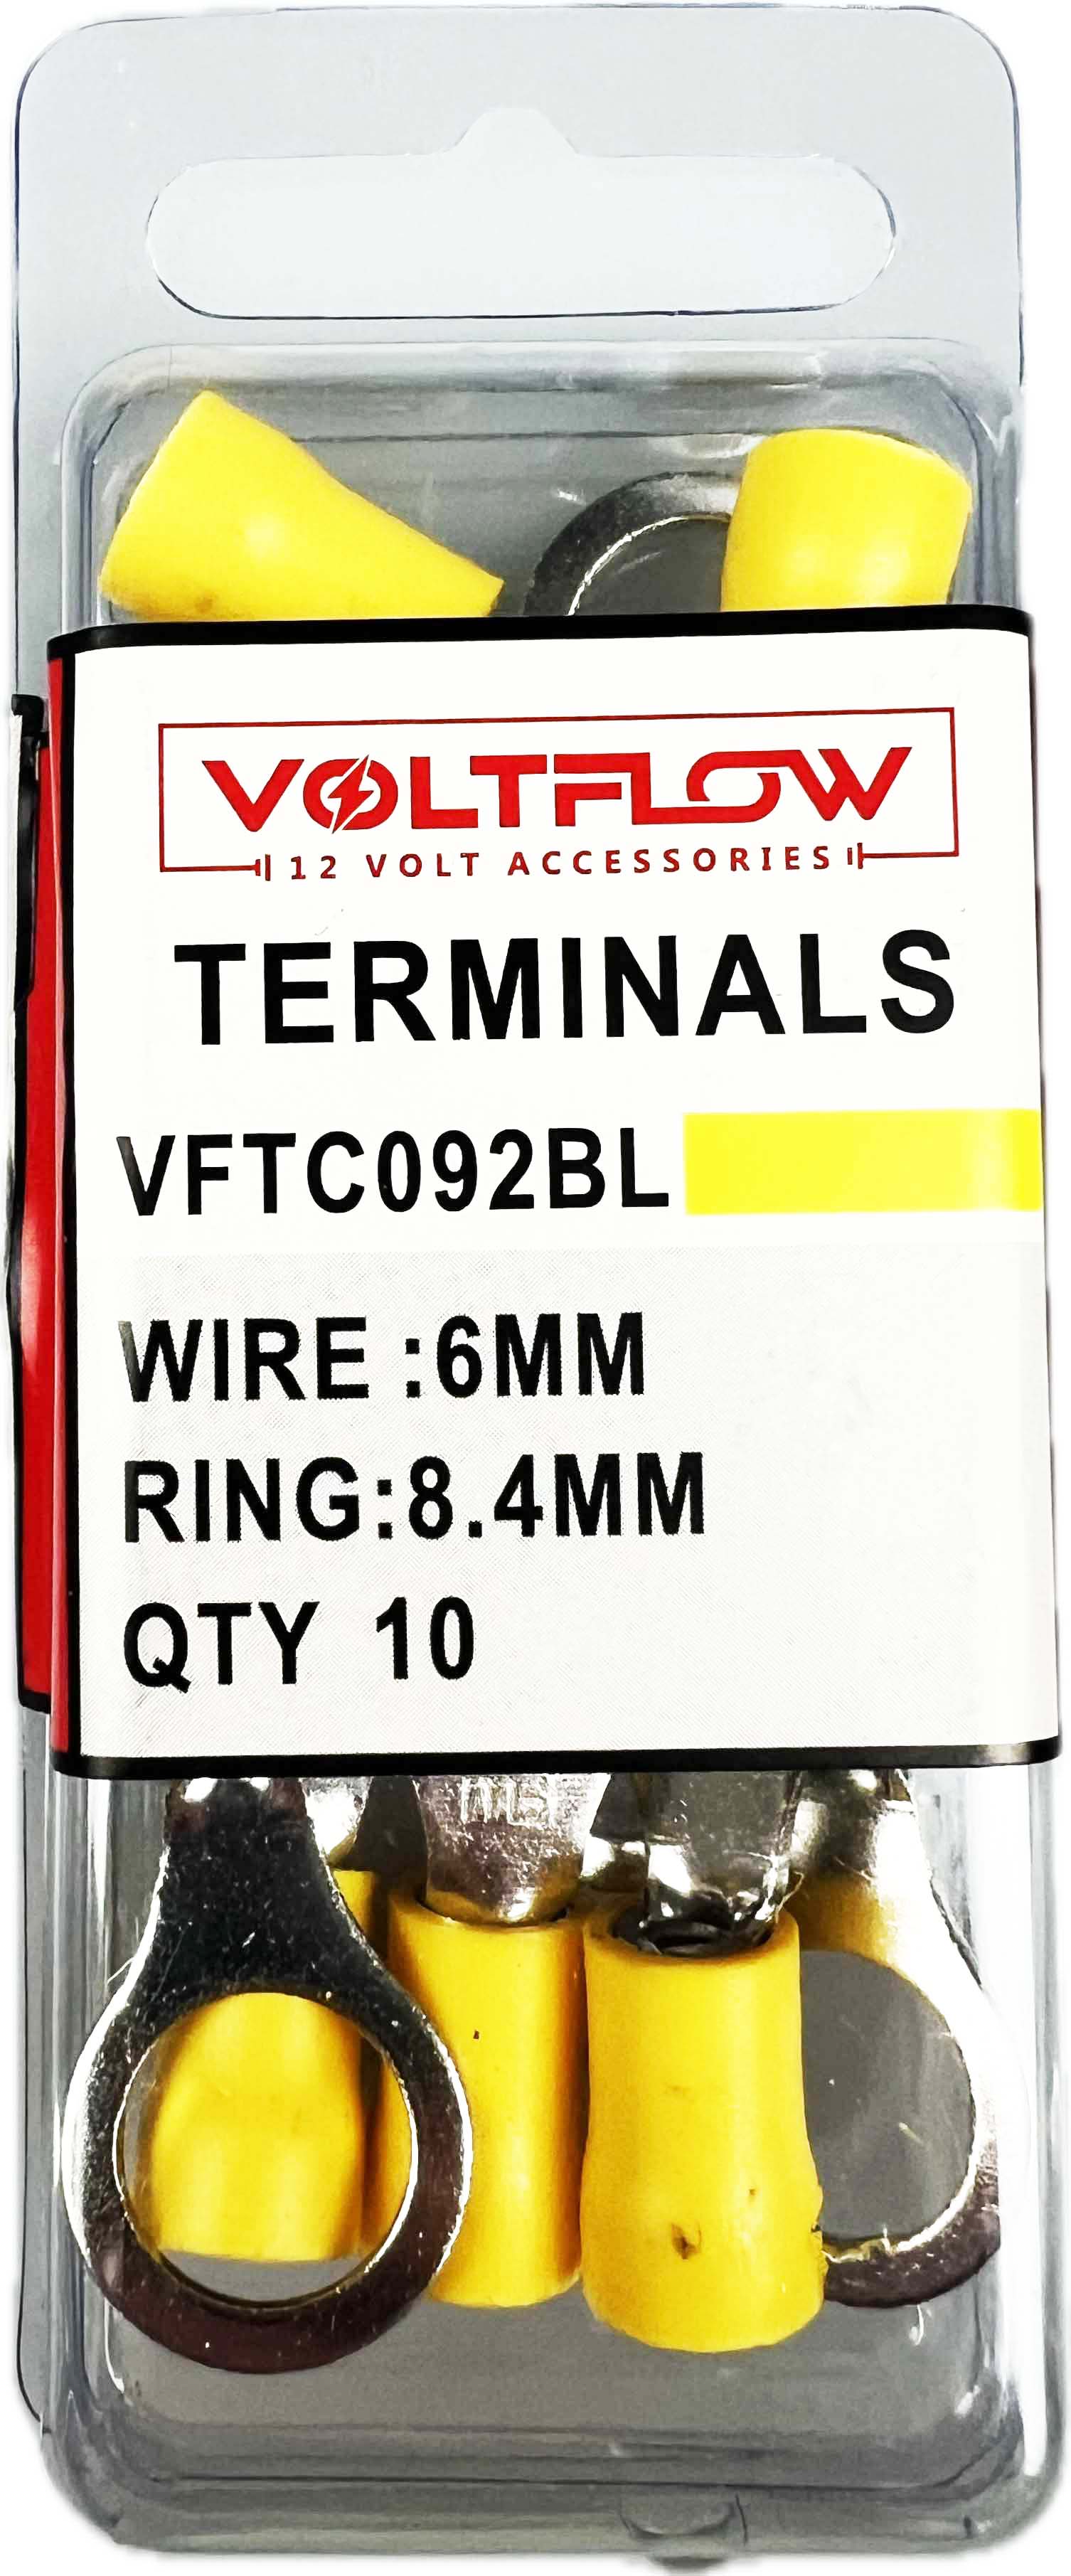 VOLTFLOW
12 VOLT ACCESSORIES
TERMINALS
VFTC092BL
WIRE :6MM
RING:8.4MM
QTY 10